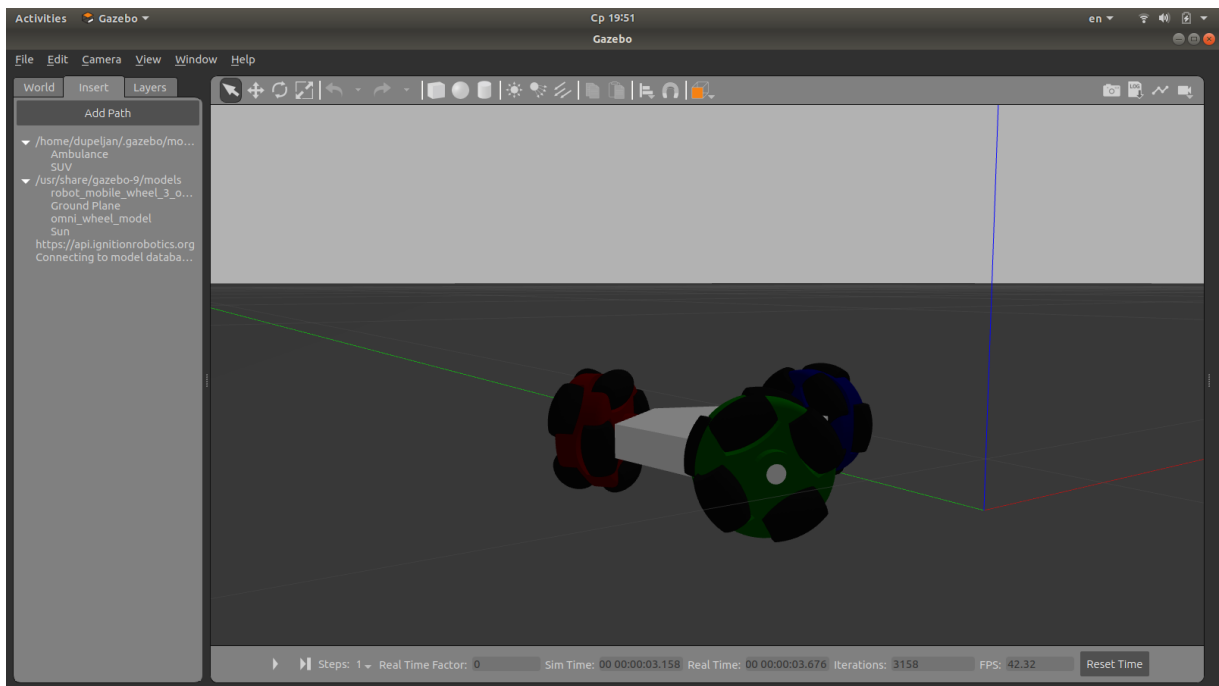 Activities Gazebo Ср 19:51 en
Gazebo
File Edit Camera View Window Help
World Insert Layers
Add Path
/home/dupeljan/.gazebo/mo...
Ambulance
SUV
/usr/share/gazebo-9/models
robot_mobile_wheel_3_o...
Ground Plane
omni_wheel_model
Sun
https://api.ignitionrobotics.org
Connecting to model databa...
LOG
Steps: 1 Real Time Factor: 0 Sim Time: 00 00:00:03.158 Real Time: 00 00:00:03.676 Iterations: 3158 FPS: 42.32 Reset Time